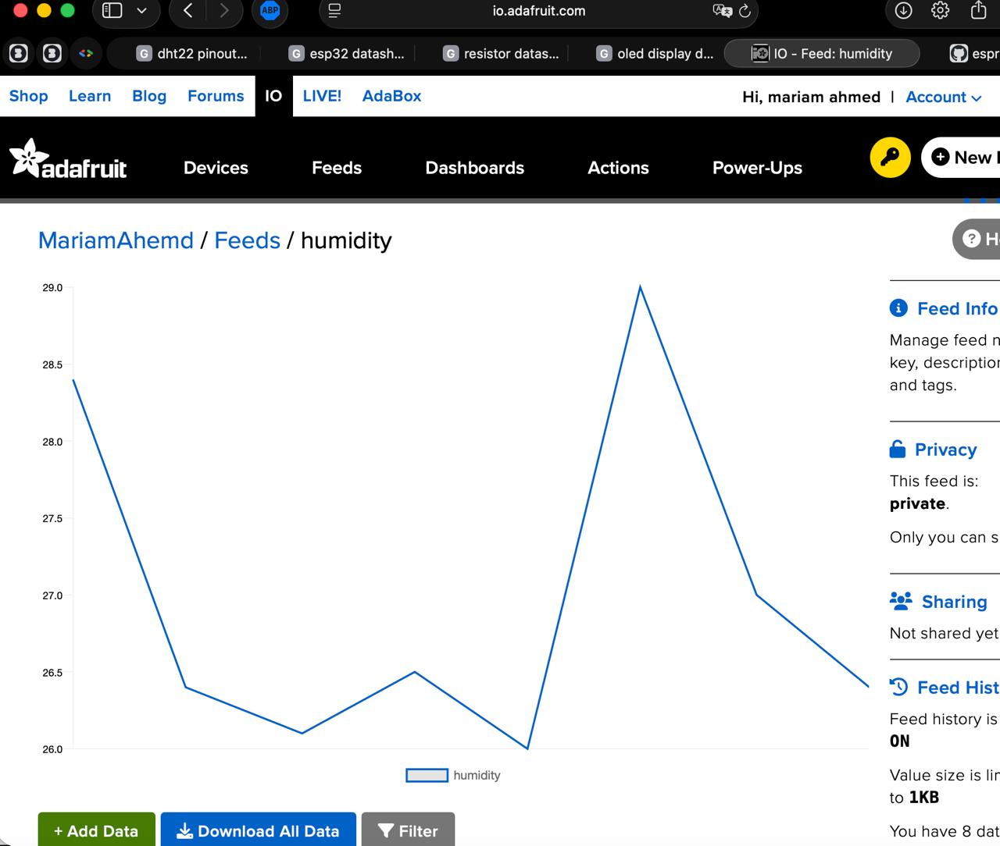 io.adafruit.com
ABP
dht22 pinout...
esp32 datash...
resistor datas...
oled display d...
IO - Feed: humidity
espr
Shop Learn Blog Forums IO LIVE! AdaBox
Hi, mariam ahmed | Account
adafruit
Devices Feeds Dashboards Actions Power-Ups
New
MariamAhemd / Feeds / humidity
29.0
28.5
28.0
27.5
27.0
26.5
26.0
humidity
+ Add Data
Download All Data
Filter
Feed Info
Manage feed n
key, description
and tags.
Privacy
This feed is:
private.
Only you can s
Sharing
Not shared yet
Feed Hist
Feed history is
ON
Value size is lim
to 1KB
You have 8 dat